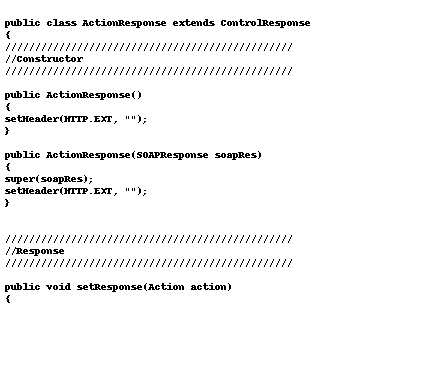 public class ActionResponse extends ControlResponse
{
////////////////////////////////////////////////
//Constructor
////////////////////////////////////////////////
public ActionResponse()
{
setHeader(HTTP.EXT, "");
}
public ActionResponse(SOAPResponse soapRes)
{
super(soapRes);
setHeader(HTTP.EXT, "");
}
////////////////////////////////////////////////
//Response
////////////////////////////////////////////////
public void setResponse(Action action)
{